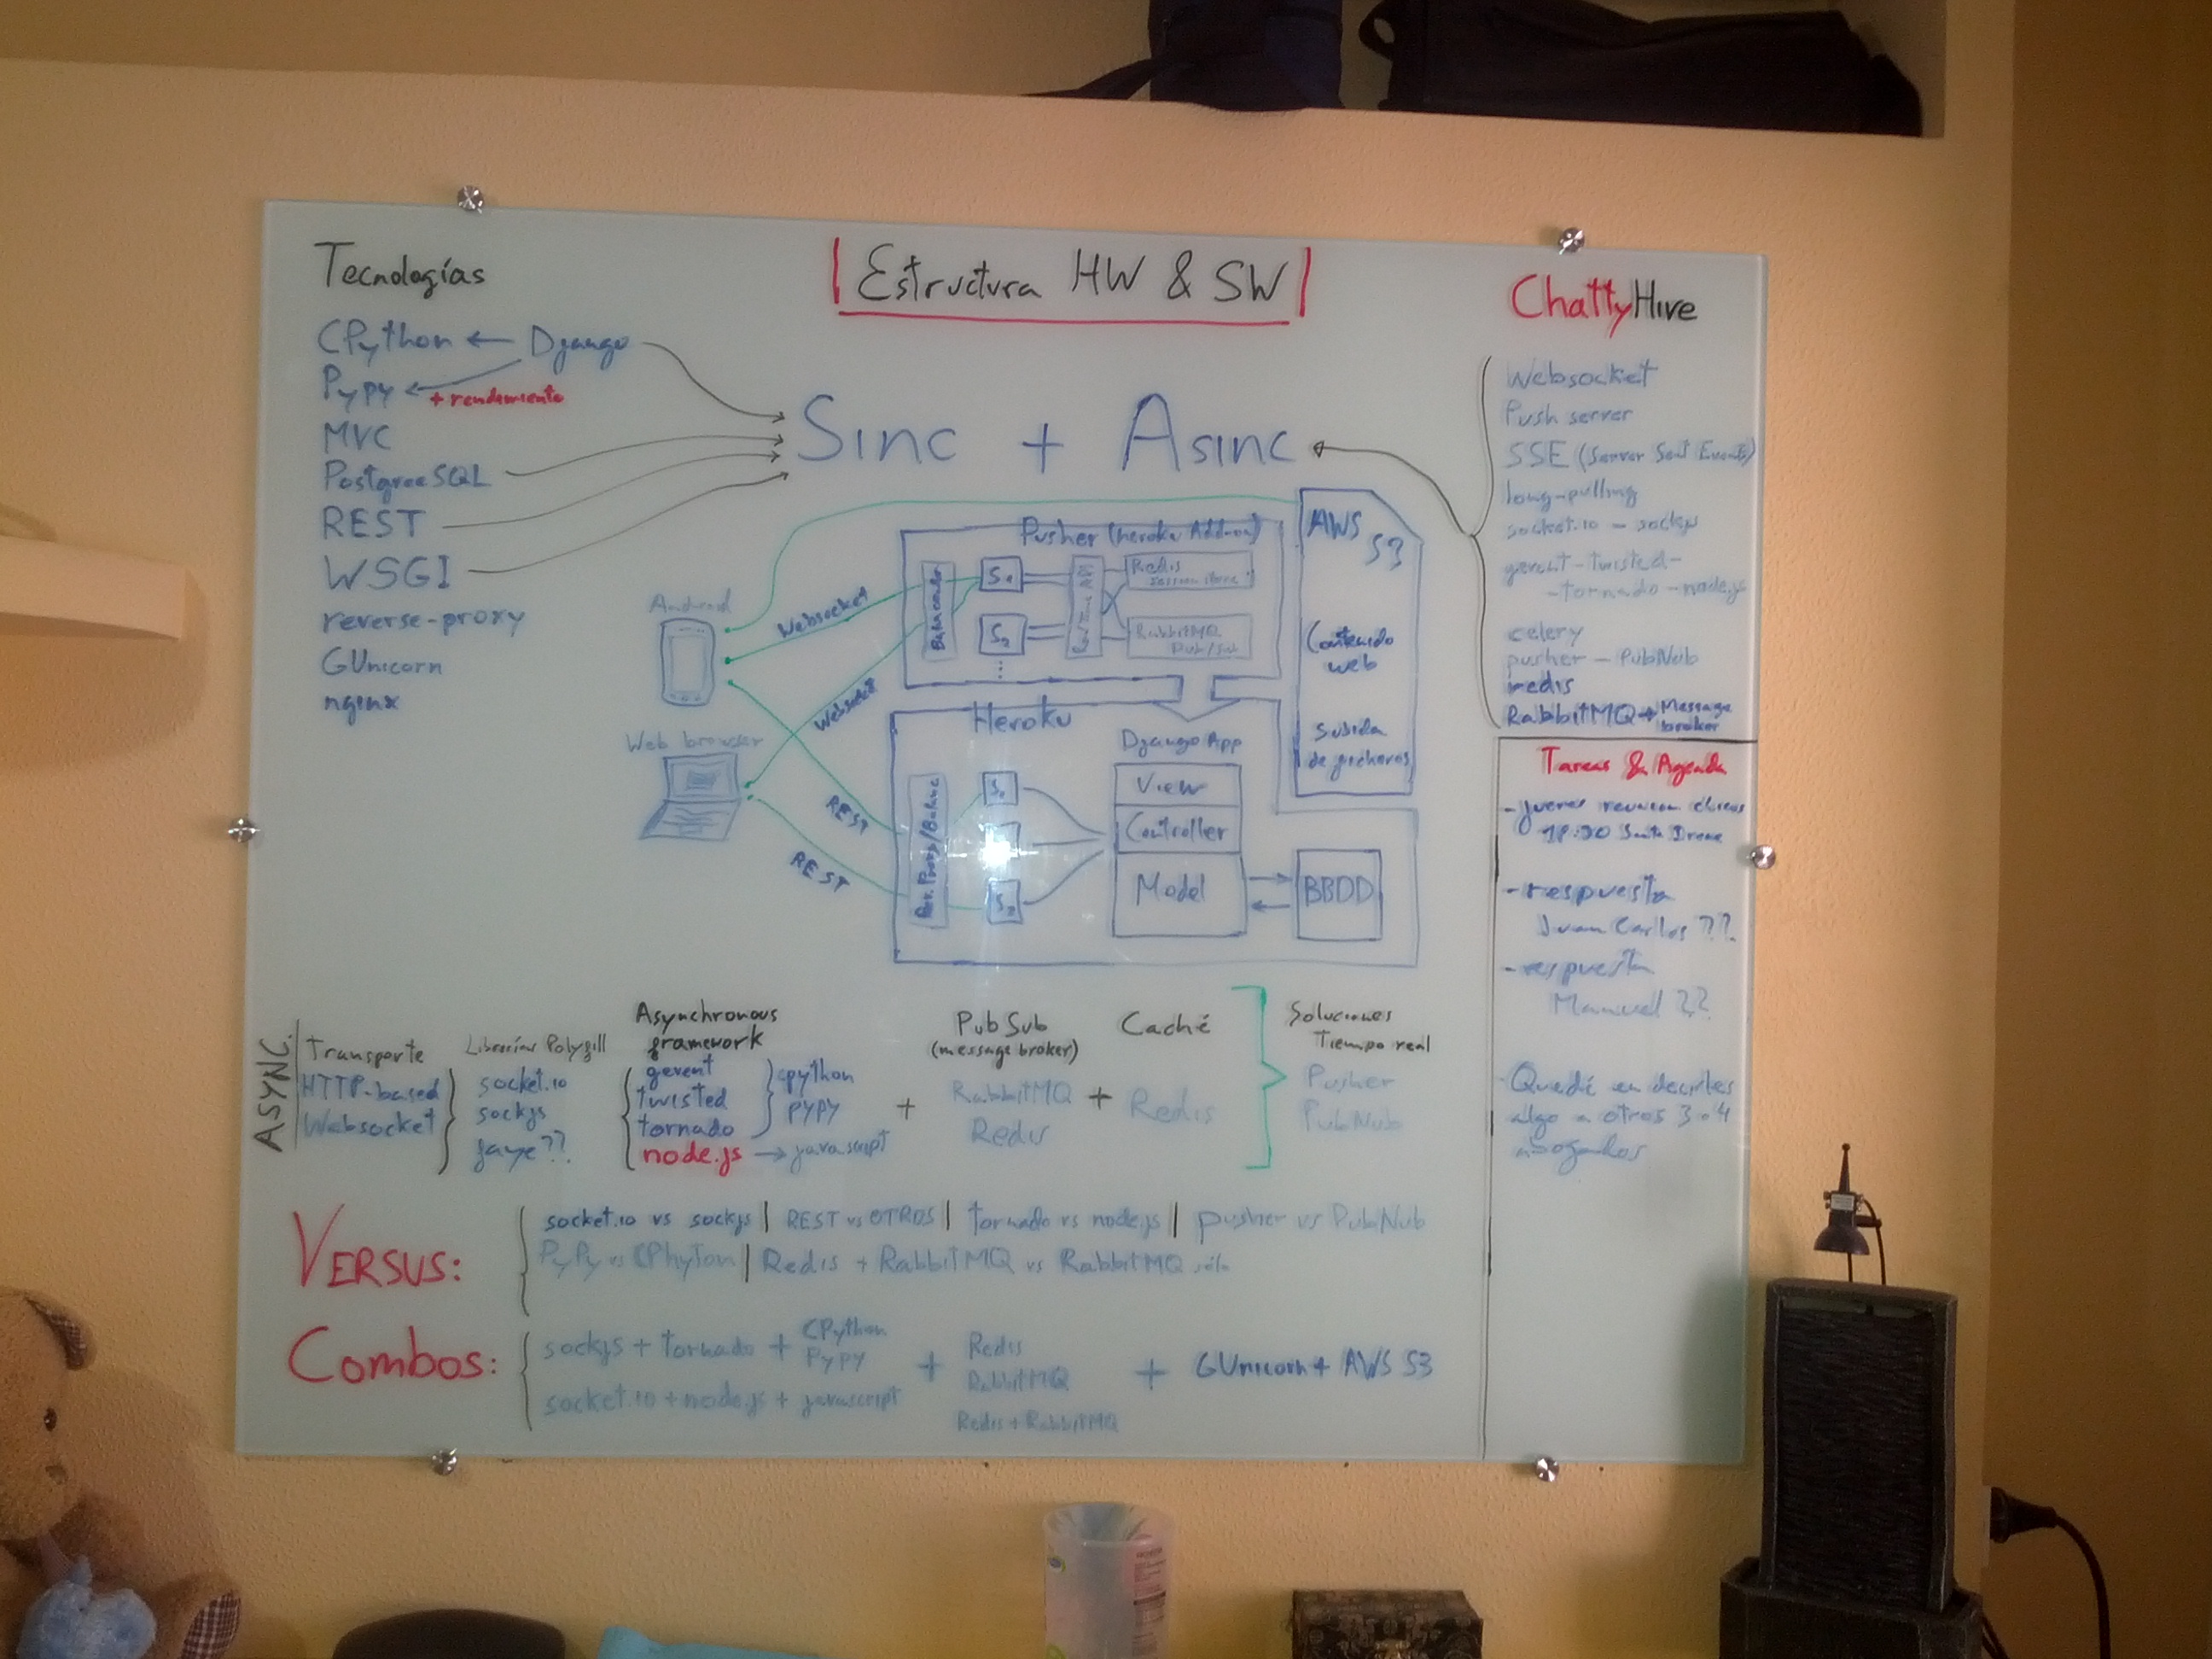 Estructura HW & SW
Tecnologías
CPython ← Django
Pypy ← + rendimiento
MVC
PostgreeSQL
REST
WSGI
reverse-proxy
GUnicorn
nginx
Sinc + Asinc
ChattyHive
Websocket
Push server
SSE (Server Sent Events)
long-pulling
socket.io - sockjs
gevent - twisted -
- tornado - node.js
celery
pusher - PubNub
redis
RabbitMQ → Message
broker
Pusher (heroku Add-on)
Balanceador
S1
S2
Redis
session store
RabbitMQ
Pub/Sub
AWS
S3
Contenido
web
Subida
de ficheros
Android
Websocket
Websocket
Web browser
REST
REST
Heroku
Rev. Proxy/Balanc
Django App
View
Controller
Model
BBDD
Tareas & Agenda
- jueves reunion
18:30 Santa Irene
- respuesta
Juan Carlos ??
- respuesta
Manuel ??
- Quedé en decirles
algo a otros 3 o 4
abogados
ASYNC.
Transporte
HTTP-based
Websocket
Librerías Polyfill
socket.io
sockjs
faye??
Asynchronous
framework
gevent
twisted
tornado
cpython
PYPY
node.js → javascript
+
PubSub
(message broker)
RabbitMQ
Redis
+
Caché
Redis
Soluciones
Tiempo real
Pusher
PubNub
VERSUS:
socket.io vs sockjs | REST vs OTROS | tornado vs node.js | pusher vs PubNub
PyPy vs CPhyton | Redis + RabbitMQ vs RabbitMQ sólo
Combos:
sockjs + tornado + CPython
PyPy
socket.io + node.js + javascript
+
Redis
RabbitMQ
Redis + RabbitMQ
+ GUnicorn + AWS S3